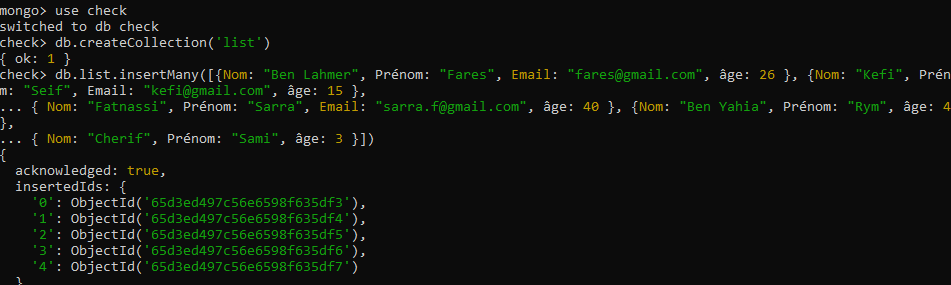 mongo> use check
switched to db check
check> db.createCollection('list')
{ ok: 1 }
check> db.list.insertMany([{Nom: "Ben Lahmer", Prénom: "Fares", Email: "fares@gmail.com", âge: 26 }, {Nom: "Kefi", Prén
m: "Seif", Email: "kefi@gmail.com", âge: 15 },
... { Nom: "Fatnassi", Prénom: "Sarra", Email: "sarra.f@gmail.com", âge: 40 }, {Nom: "Ben Yahia", Prénom: "Rym", âge: 4
},
... { Nom: "Cherif", Prénom: "Sami", âge: 3 }])
{
  acknowledged: true,
  insertedIds: {
    '0': ObjectId('65d3ed497c56e6598f635df3'),
    '1': ObjectId('65d3ed497c56e6598f635df4'),
    '2': ObjectId('65d3ed497c56e6598f635df5'),
    '3': ObjectId('65d3ed497c56e6598f635df6'),
    '4': ObjectId('65d3ed497c56e6598f635df7')
  }